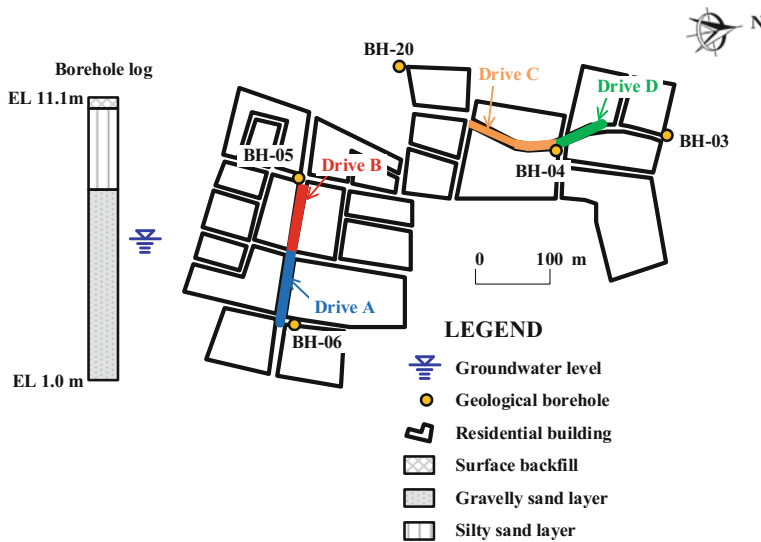 N
BH-20
Borehole log
Drive C
Drive D
EL 11.1m
BH-03
BH-05
BH-04
Drive B
0 100 m
Drive A
LEGEND
BH-06
Groundwater level
EL 1.0 m
Geological borehole
Residential building
Surface backfill
Gravelly sand layer
Silty sand layer